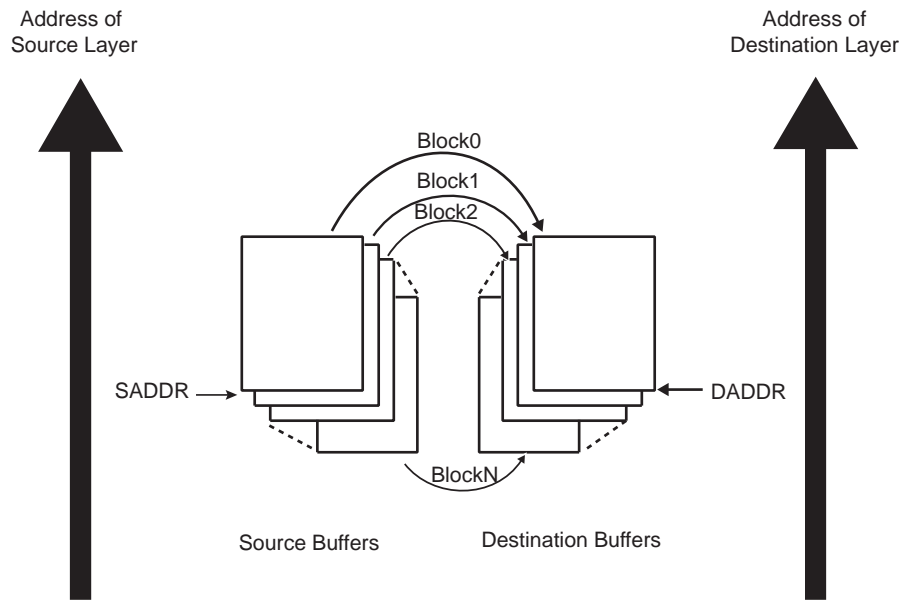 Address of
Source Layer
Address of
Destination Layer
Block0
Block1
Block2
SADDR
DADDR
BlockN
Source Buffers
Destination Buffers